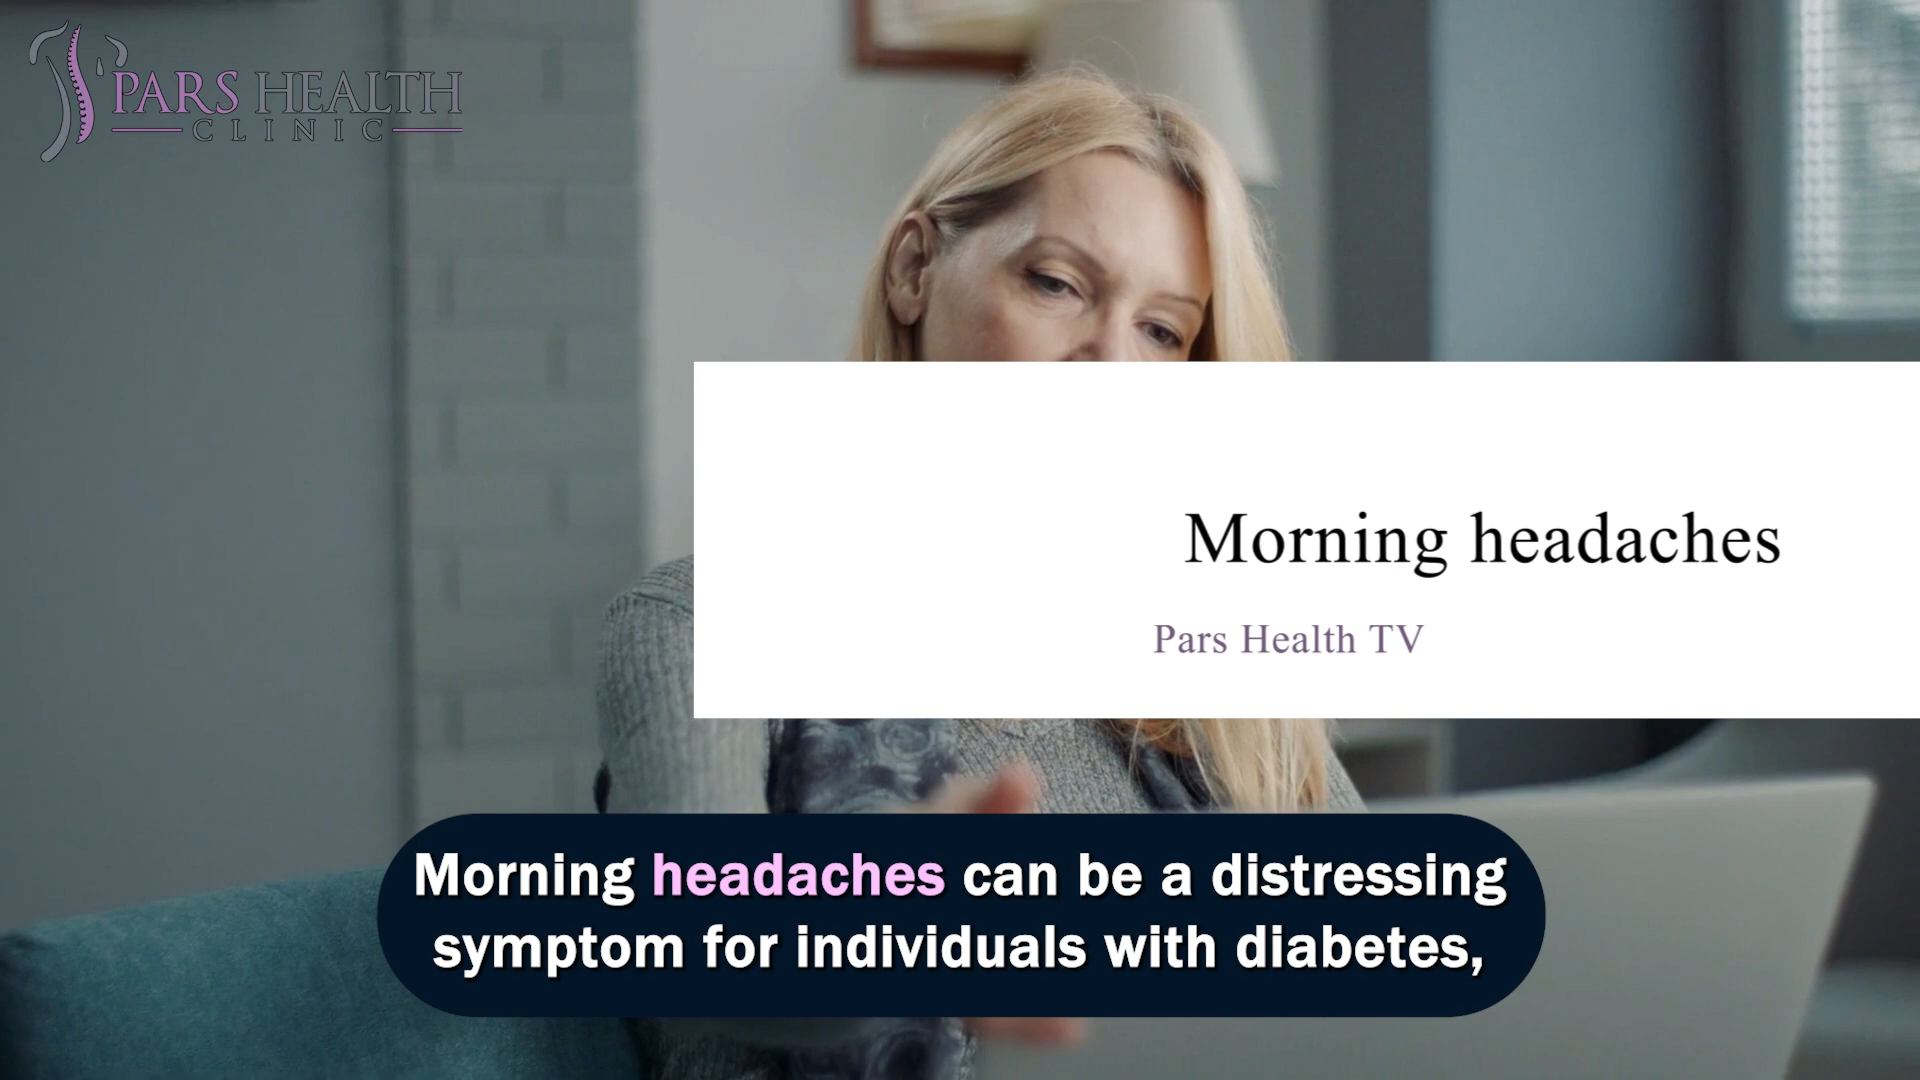 PARS HEALTH
CLINIC
Morning headaches
Pars Health TV
Morning headaches can be a distressing
symptom for individuals with diabetes,